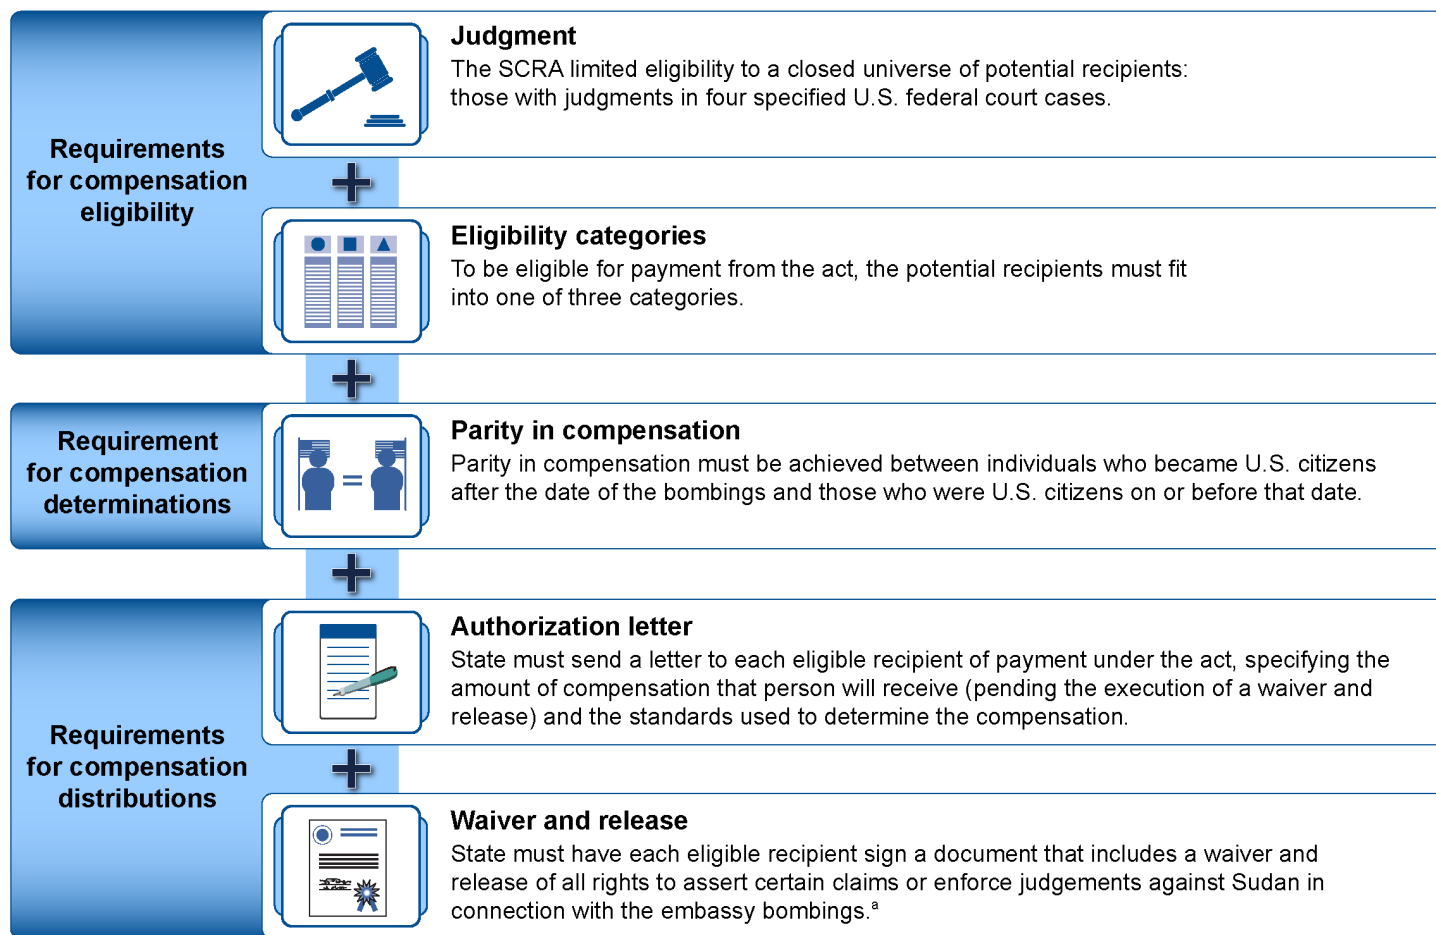 Requirements
for compensation
eligibility
Judgment
The SCRA limited eligibility to a closed universe of potential recipients:
those with judgments in four specified U.S. federal court cases.
+
Eligibility categories
To be eligible for payment from the act, the potential recipients must fit
into one of three categories.
+
Requirement
for compensation
determinations
=
Parity in compensation
Parity in compensation must be achieved between individuals who became U.S. citizens
after the date of the bombings and those who were U.S. citizens on or before that date.
+
Requirements
for compensation
distributions
Authorization letter
State must send a letter to each eligible recipient of payment under the act, specifying the
amount of compensation that person will receive (pending the execution of a waiver and
release) and the standards used to determine the compensation.
+
Waiver and release
State must have each eligible recipient sign a document that includes a waiver and
release of all rights to assert certain claims or enforce judgements against Sudan in
connection with the embassy bombings.ᵃ